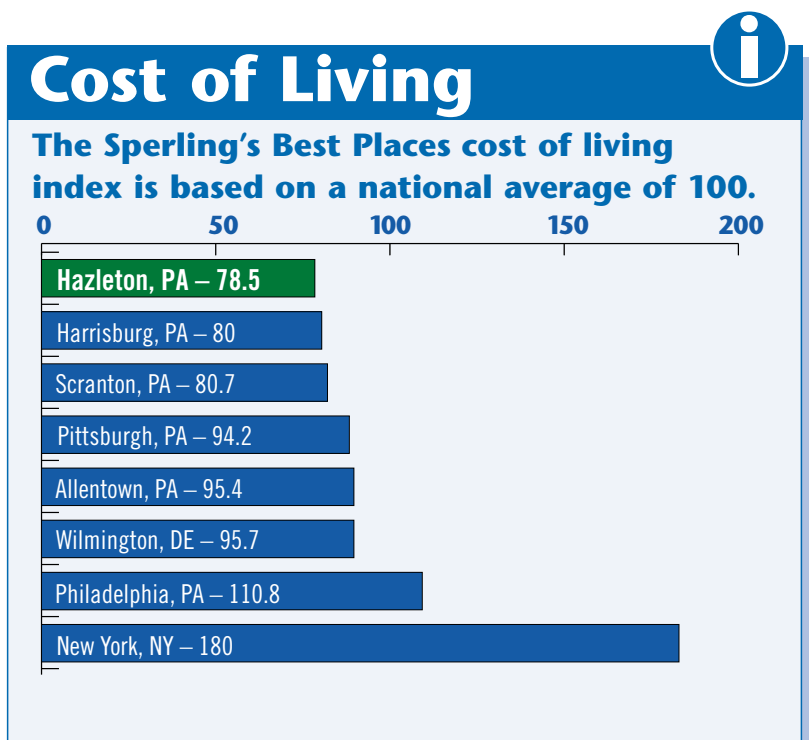 i
Cost of Living
The Sperling's Best Places cost of living
index is based on a national average of 100.
0 50 100 150 200
Hazleton, PA – 78.5
Harrisburg, PA – 80
Scranton, PA – 80.7
Pittsburgh, PA – 94.2
Allentown, PA – 95.4
Wilmington, DE – 95.7
Philadelphia, PA – 110.8
New York, NY – 180